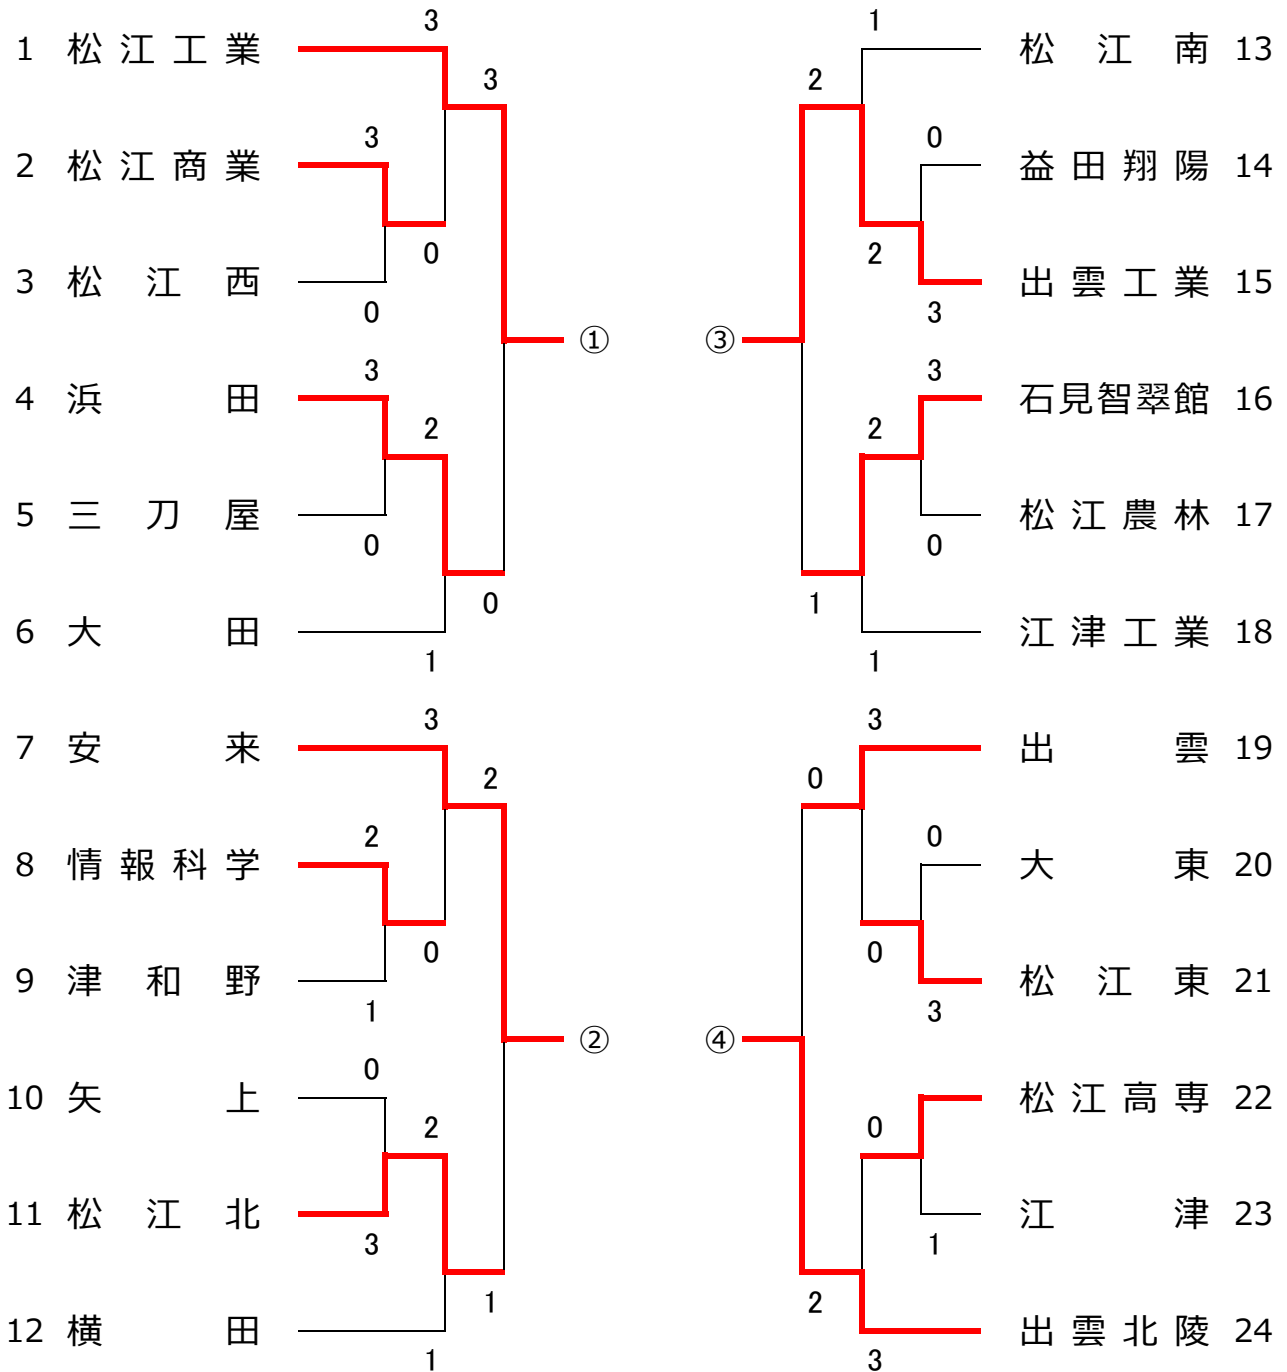 3
1 松江工業
3
3
2 松江商業
0
3 松江西
0
①
3
4 浜田
2
5 三刀屋
0
0
6 大田
1
3
7 安来
2
2
8 情報科学
0
9 津和野
1
②
0
10 矢上
2
11 松江北
3
1
12 横田
1
1
松江南 13
2
0
益田翔陽 14
2
出雲工業 15
3
③
3
石見智翠館 16
2
松江農林 17
0
1
江津工業 18
1
3
出雲 19
0
0
大東 20
0
松江東 21
3
④
松江高専 22
0
江津 23
1
2
出雲北陵 24
3